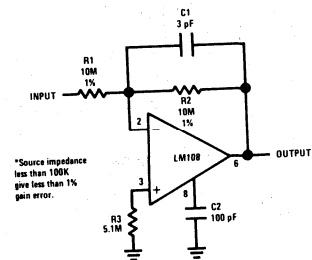 C1
3 pF
R1
10M
1%
INPUT
R2
10M
1%
2
LM108
6
OUTPUT
*Source impedance
less than 100K
give less than 1%
gain error.
3
8
R3
5.1M
C2
100 pF